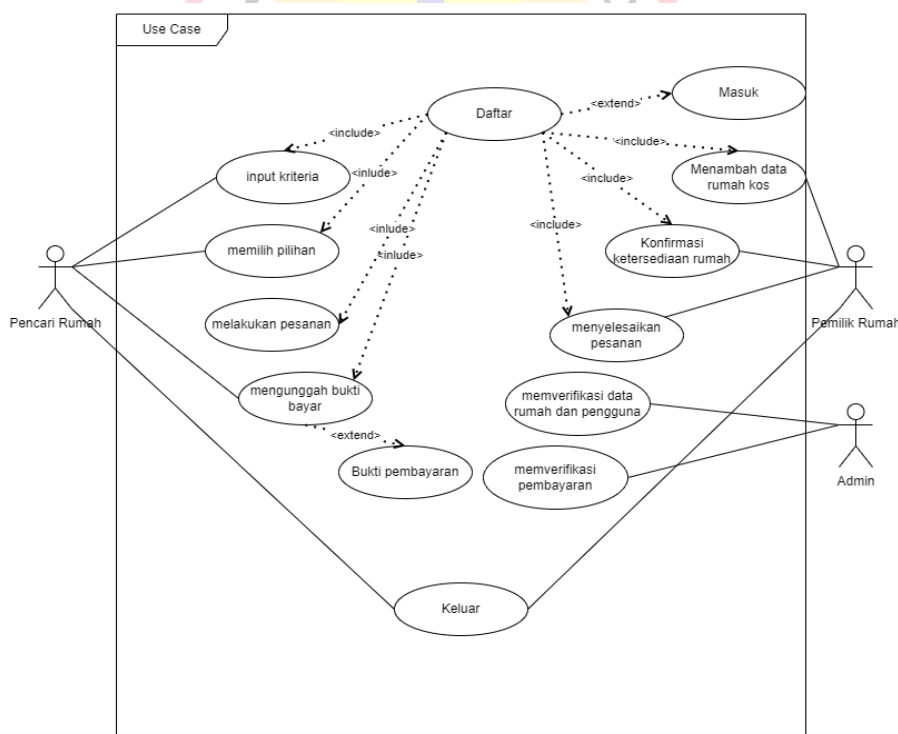 Use Case
Daftar
<extend>
Masuk
<include>
<include>
input kriteria
<inlude>
<include>
Menambah data
rumah kos
<inlude>
<include>
memilih pilihan
<inlude>
Konfirmasi
ketersediaan rumah
Pencari Rumah
melakukan pesanan
menyelesaikan
pesanan
Pemilik Rumah
mengunggah bukti
bayar
memverifikasi data
rumah dan pengguna
<extend>
Bukti pembayaran
memverifikasi
pembayaran
Admin
Keluar